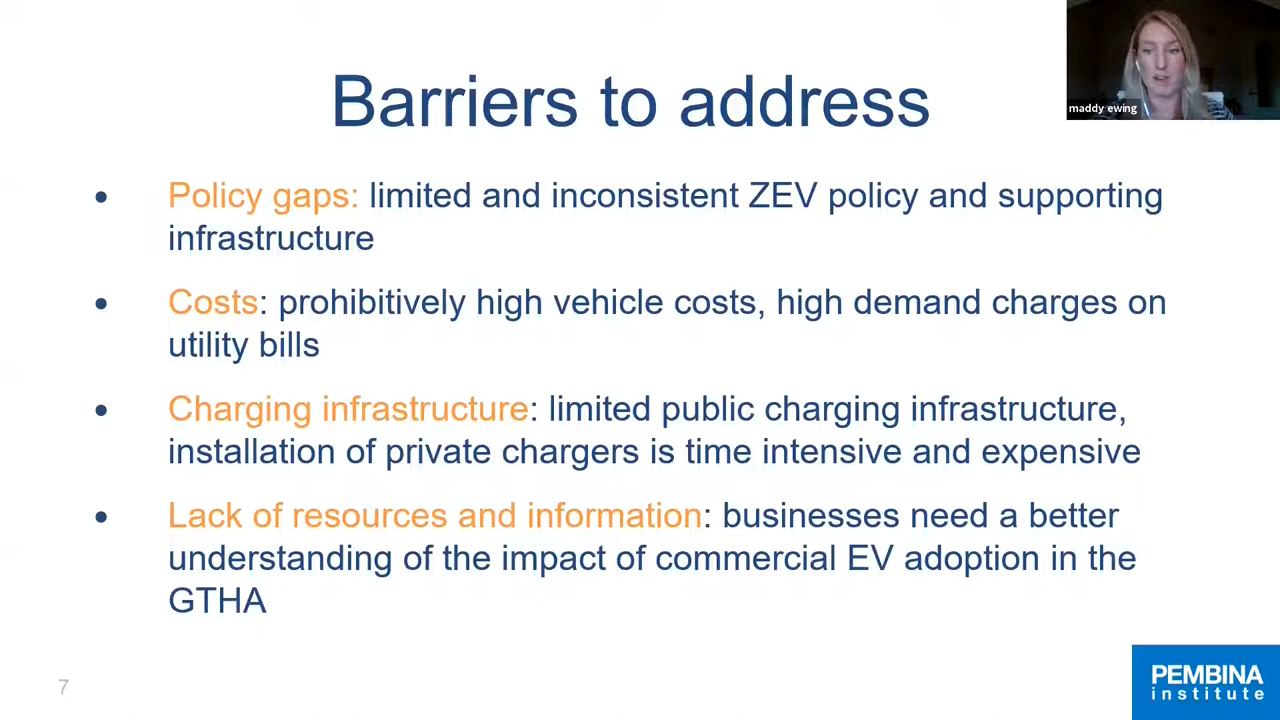 Barriers to address
maddy ewing
• Policy gaps: limited and inconsistent ZEV policy and supporting
infrastructure
• Costs: prohibitively high vehicle costs, high demand charges on
utility bills
• Charging infrastructure: limited public charging infrastructure,
installation of private chargers is time intensive and expensive
• Lack of resources and information: businesses need a better
understanding of the impact of commercial EV adoption in the
GTHA
7
PEMBINA
institute